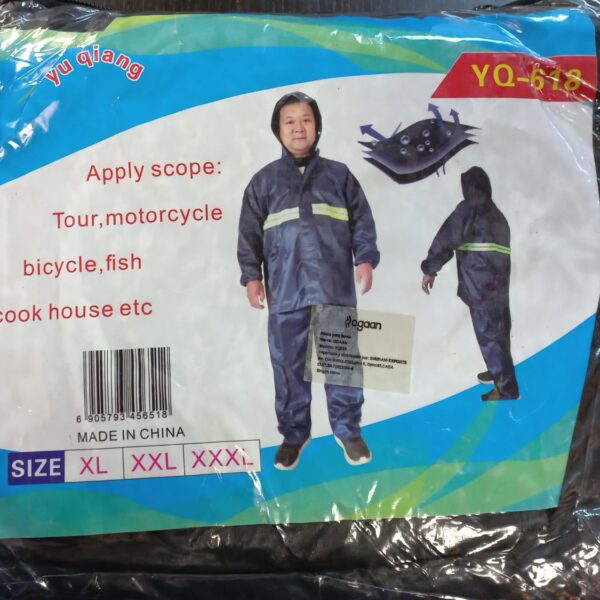 yu qiang
YQ-618
Apply scope:
Tour,motorcycle
bicycle,fish
cook house etc
ogaan
6 905793 456518
MADE IN CHINA
SIZE XL XXL XXXL